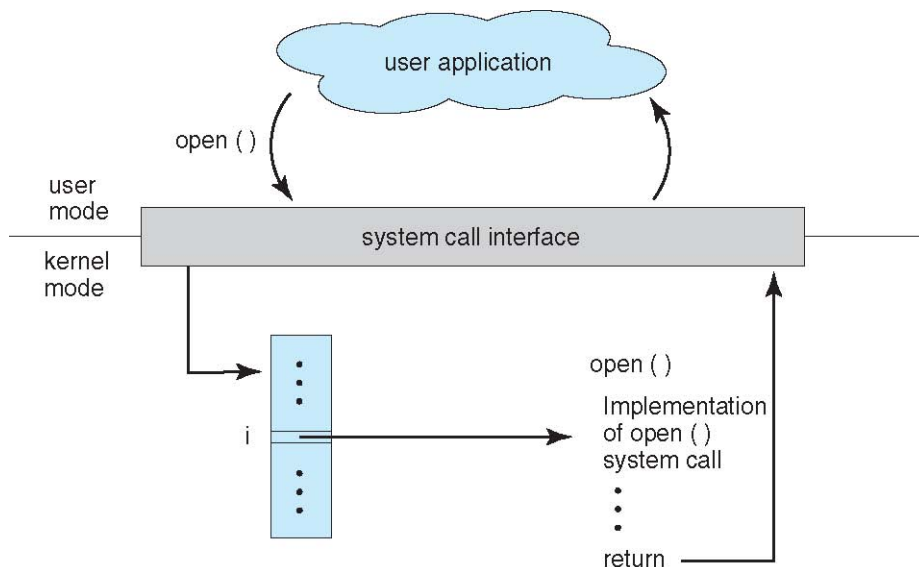 user application
open ( )
user
mode
system call interface
kernel
mode
open ( )
Implementation
of open ( )
system call
i
return